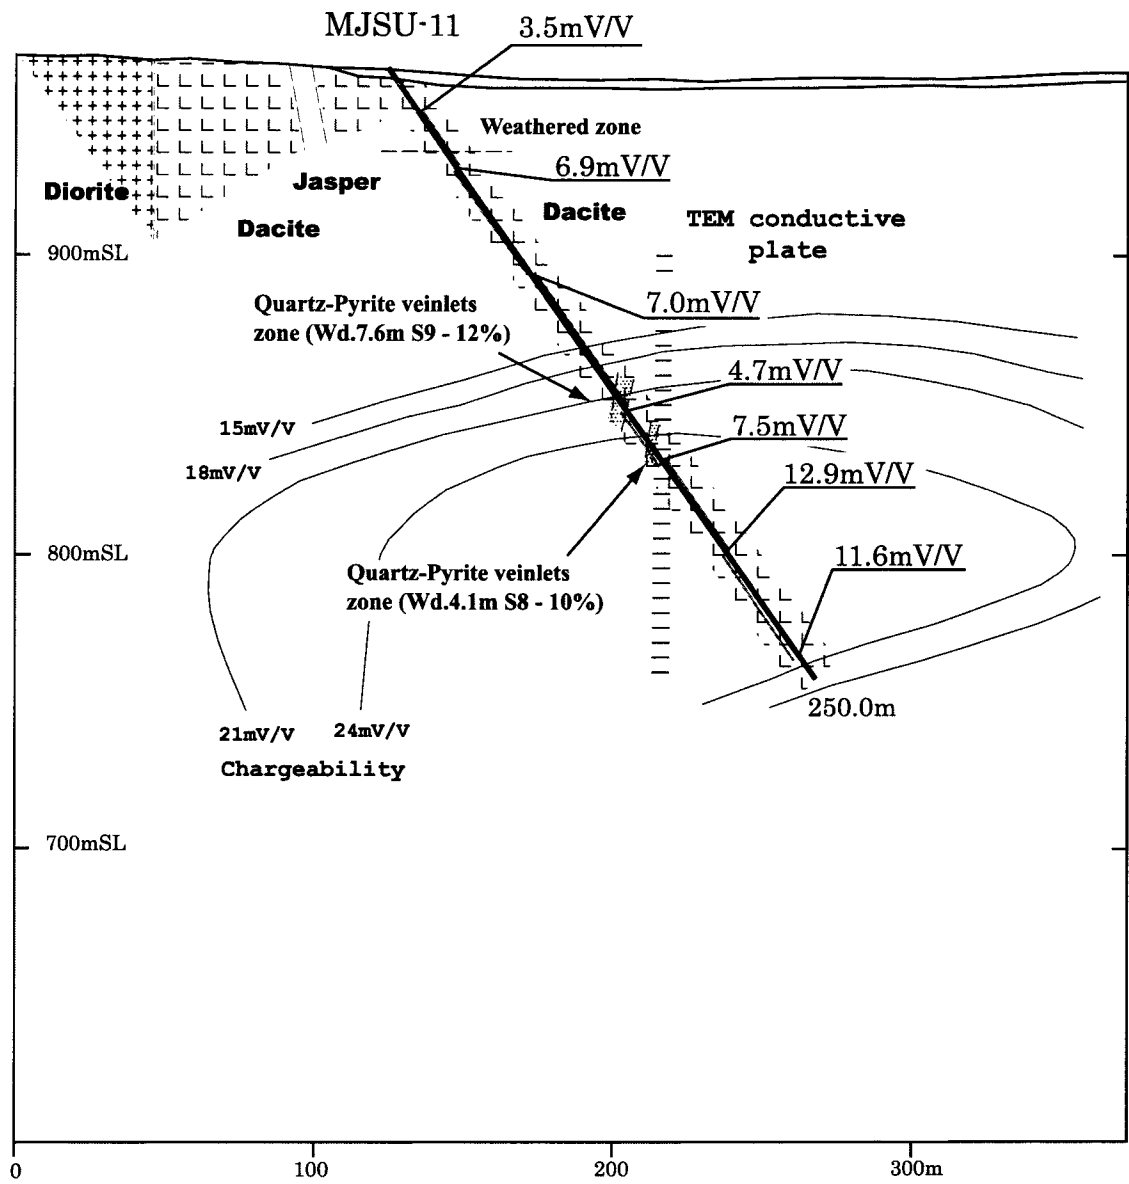 MJSU-11
3.5mV/V
Weathered zone
6.9mV/V
Jasper
Diorite
Dacite
Dacite
TEM conductive
plate
900mSL
Quartz-Pyrite veinlets
zone (Wd.7.6m S9 - 12%)
7.0mV/V
4.7mV/V
15mV/V
7.5mV/V
18mV/V
12.9mV/V
800mSL
11.6mV/V
Quartz-Pyrite veinlets
zone (Wd.4.1m S8 - 10%)
250.0m
21mV/V
24mV/V
Chargeability
700mSL
0
100
200
300m